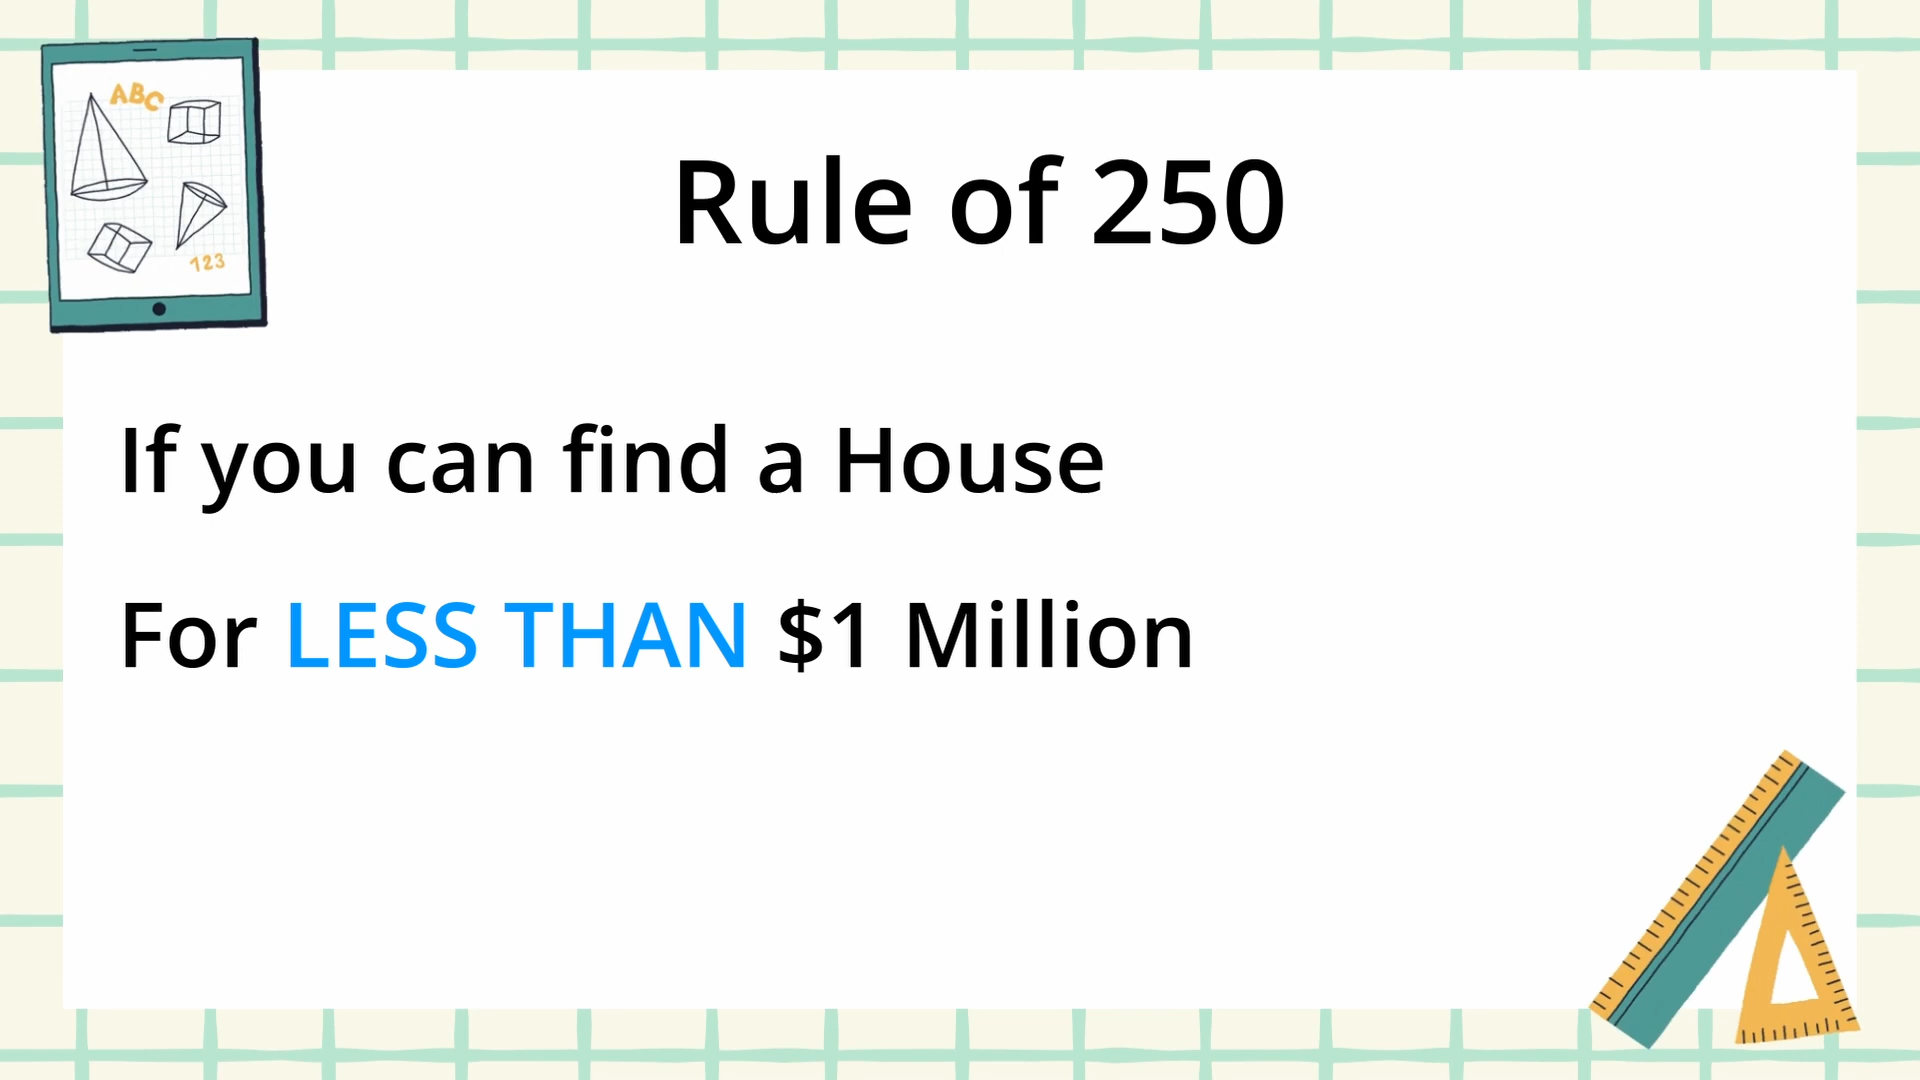 ABC
Rule of 250
123
If you can find a House
For LESS THAN $1 Million